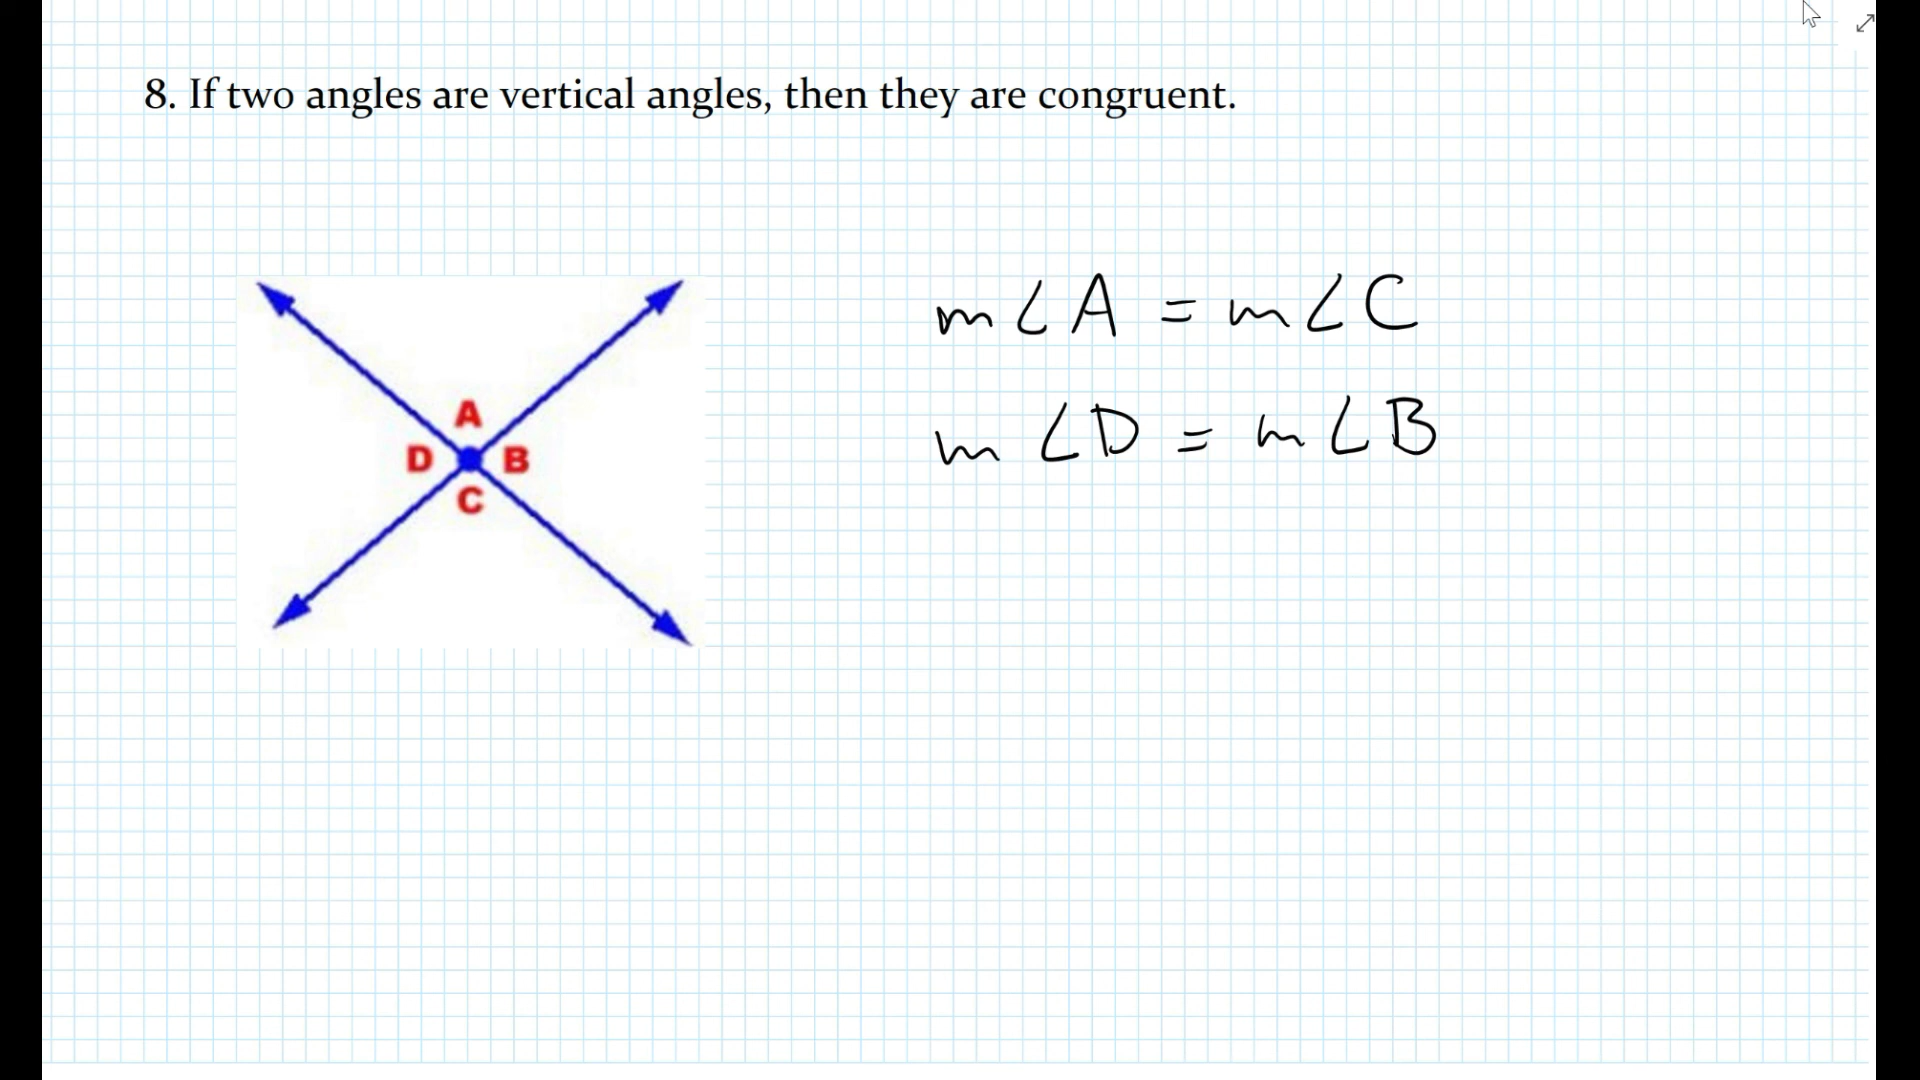 8. If two angles are vertical angles, then they are congruent.
m∠A = m∠C
m∠D = m∠B
A
D B
C